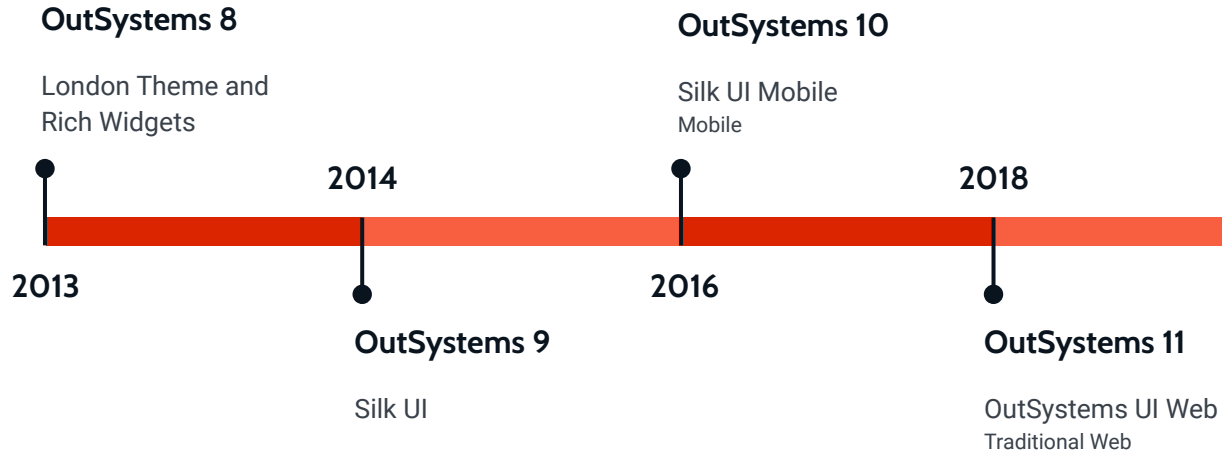 OutSystems 8
London Theme and
Rich Widgets
2013
2014
OutSystems 9
Silk UI
OutSystems 10
Silk UI Mobile
Mobile
2016
2018
OutSystems 11
OutSystems UI Web
Traditional Web